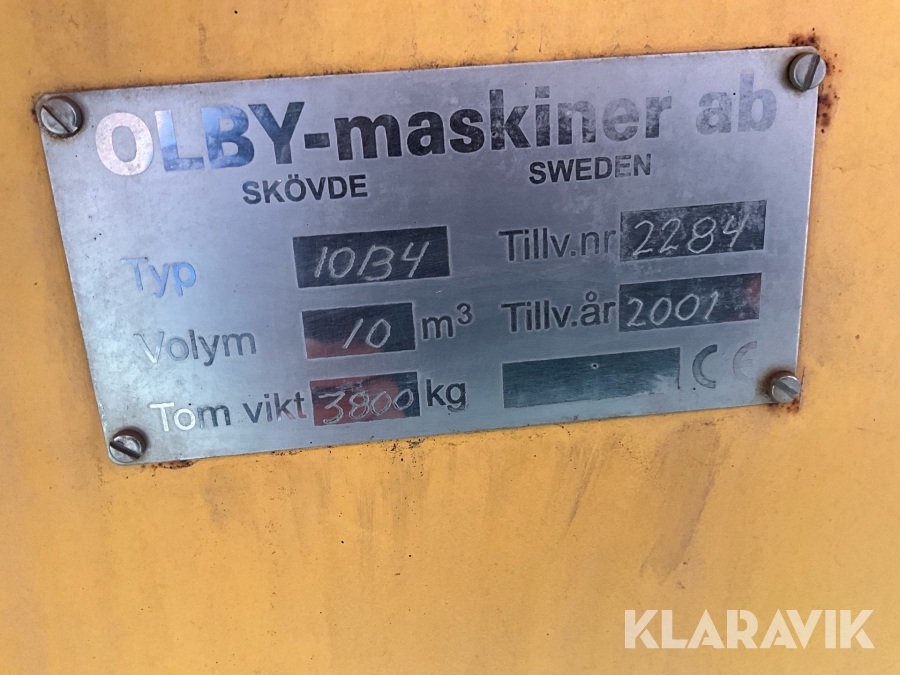 OLBY-maskiner ab
SKÖVDE SWEDEN
Typ 10B4 Tillv.nr 2284
Volym 10 m³ Tillv.år 2001
Tom vikt 3800 kg CE
KLARAVIK